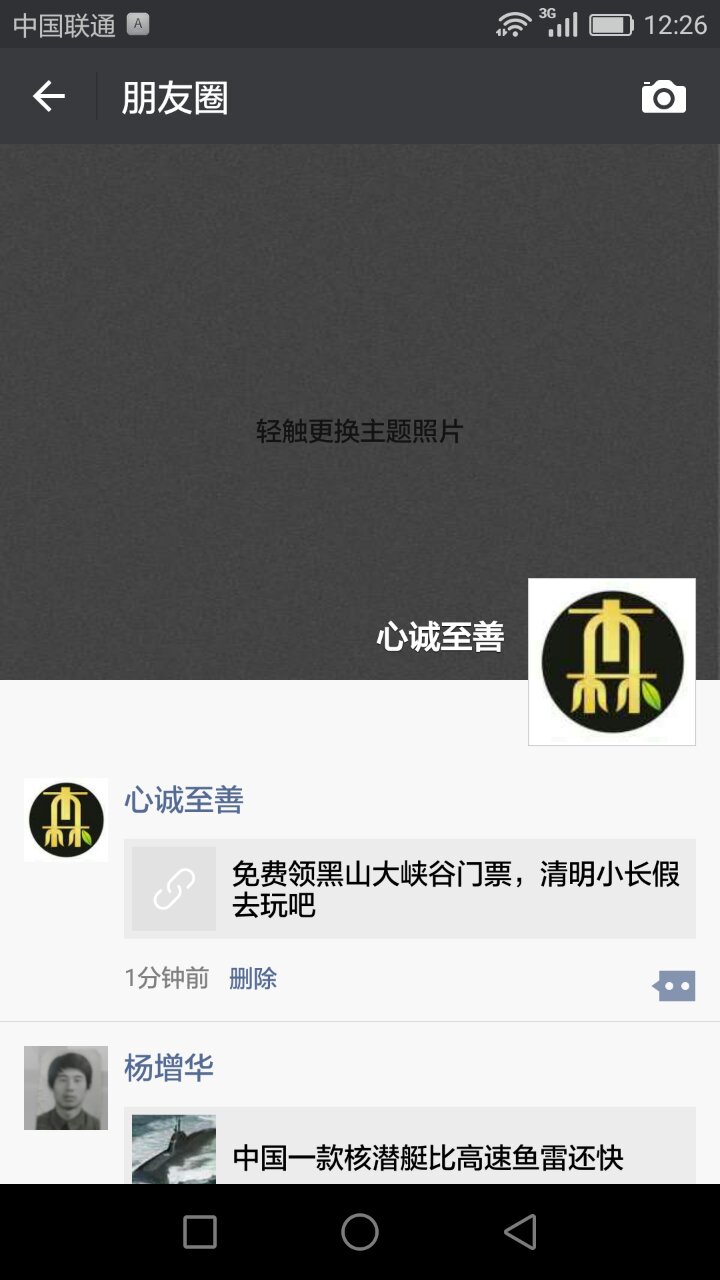 中国联通 A 3G 12:26
朋友圈
轻触更换主题照片
心诚至善
心诚至善
免费领黑山大峡谷门票，清明小长假
去玩吧
1分钟前 删除
杨增华
中国一款核潜艇比高速鱼雷还快